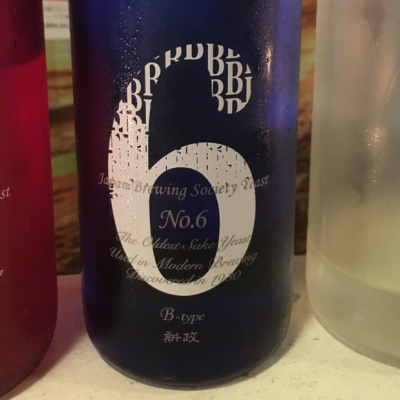 6
Japan Brewing Society Yeast
No.6
The Oldest Sake Yeast
Used in Modern Brewing
Discovered in 1930
B-type
新政